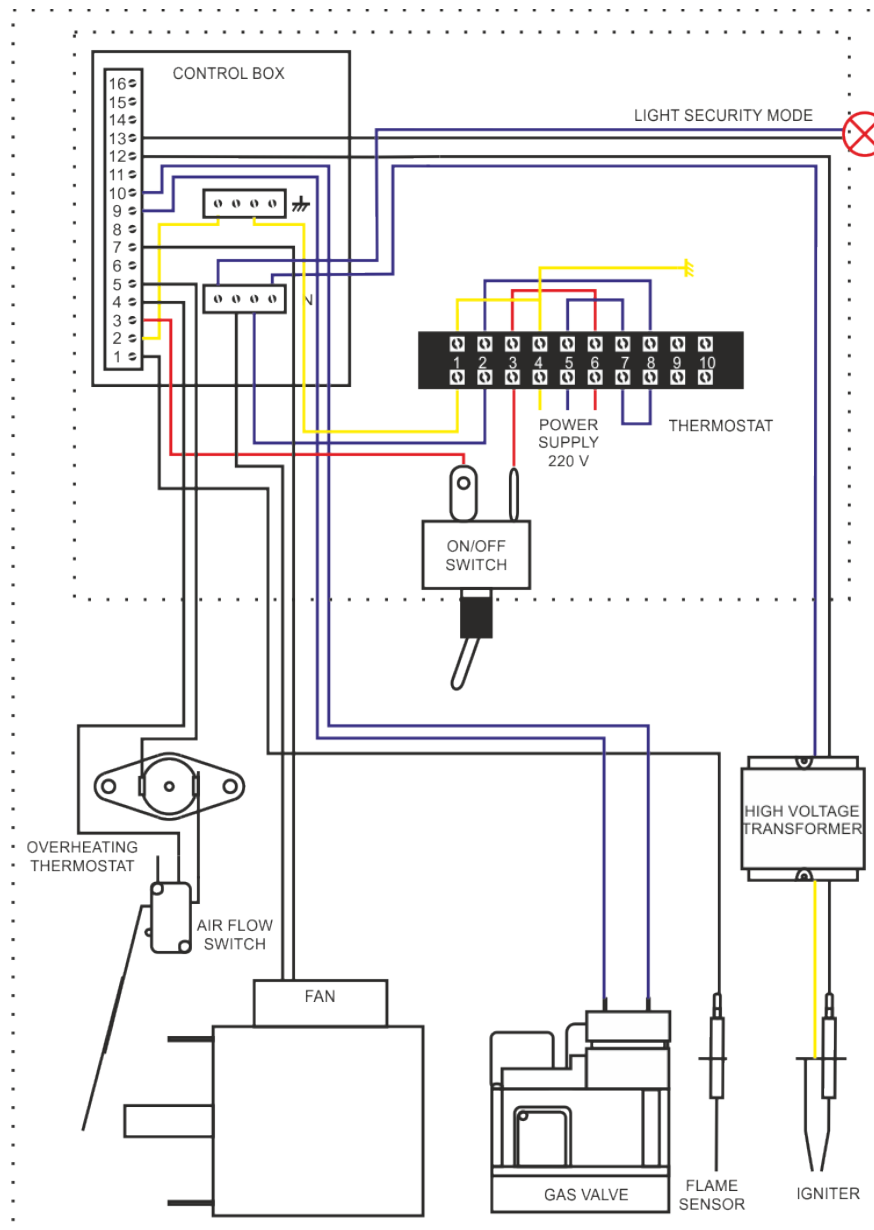 CONTROL BOX
16
15
14
13
12
11
10
9
8
7
6
5
4
3
2
1
N
LIGHT SECURITY MODE
1 2 3 4 5 6 7 8 9 10
POWER
SUPPLY
220 V
THERMOSTAT
ON/OFF
SWITCH
OVERHEATING
THERMOSTAT
AIR FLOW
SWITCH
HIGH VOLTAGE
TRANSFORMER
FAN
GAS VALVE
FLAME
SENSOR
IGNITER